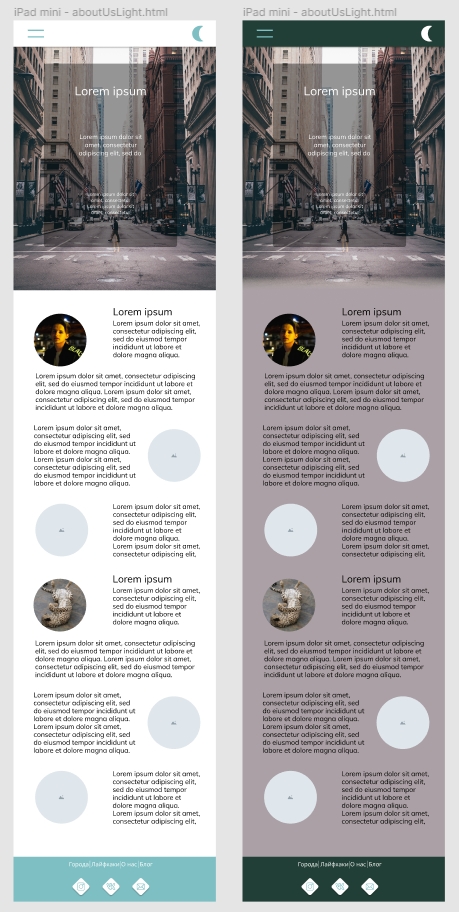 iPad mini - aboutUsLight.html
Lorem ipsum
Lorem ipsum dolor sit
amet, consectetur
adipiscing elit, sed do
Lorem ipsum dolor sit
amet, consectetur
Lorem ipsum dolor sit
amet, consectetur
Lorem ipsum
Lorem ipsum dolor sit amet,
consectetur adipiscing elit,
sed do eiusmod tempor
incididunt ut labore et
dolore magna aliqua.
Lorem ipsum dolor sit amet, consectetur adipiscing
elit, sed do eiusmod tempor incididunt ut labore et
dolore magna aliqua. Lorem ipsum dolor sit amet,
consectetur adipiscing elit, sed do eiusmod tempor
incididunt ut labore et dolore magna aliqua.
Lorem ipsum dolor sit amet,
consectetur adipiscing elit, sed
do eiusmod tempor incididunt ut
labore et dolore magna aliqua.
Lorem ipsum dolor sit amet,
consectetur adipiscing elit, sed
do eiusmod tempor incididunt ut
labore et dolore magna aliqua.
Lorem ipsum dolor sit amet,
consectetur adipiscing elit,
sed do eiusmod tempor
incididunt ut labore et
dolore magna aliqua.
Lorem ipsum dolor sit amet,
consectetur adipiscing elit,
Lorem ipsum
Lorem ipsum dolor sit amet,
consectetur adipiscing elit,
sed do eiusmod tempor
incididunt ut labore et
dolore magna aliqua.
Lorem ipsum dolor sit amet, consectetur adipiscing
elit, sed do eiusmod tempor incididunt ut labore et
dolore magna aliqua. Lorem ipsum dolor sit amet,
consectetur adipiscing elit, sed do eiusmod tempor
incididunt ut labore et dolore magna aliqua.
Lorem ipsum dolor sit amet,
consectetur adipiscing elit, sed
do eiusmod tempor incididunt ut
labore et dolore magna aliqua.
Lorem ipsum dolor sit amet,
consectetur adipiscing elit, sed
do eiusmod tempor incididunt ut
labore et dolore magna aliqua.
Lorem ipsum dolor sit amet,
consectetur adipiscing elit,
sed do eiusmod tempor
incididunt ut labore et
dolore magna aliqua.
Lorem ipsum dolor sit amet,
consectetur adipiscing elit,
Города|Лайфхаки|О нас|Блог
iPad mini - aboutUsLight.html
Lorem ipsum
Lorem ipsum dolor sit
amet, consectetur
adipiscing elit, sed do
Lorem ipsum dolor sit
amet, consectetur
Lorem ipsum dolor sit
amet, consectetur
Lorem ipsum
Lorem ipsum dolor sit amet,
consectetur adipiscing elit,
sed do eiusmod tempor
incididunt ut labore et
dolore magna aliqua.
Lorem ipsum dolor sit amet, consectetur adipiscing
elit, sed do eiusmod tempor incididunt ut labore et
dolore magna aliqua. Lorem ipsum dolor sit amet,
consectetur adipiscing elit, sed do eiusmod tempor
incididunt ut labore et dolore magna aliqua.
Lorem ipsum dolor sit amet,
consectetur adipiscing elit, sed
do eiusmod tempor incididunt ut
labore et dolore magna aliqua.
Lorem ipsum dolor sit amet,
consectetur adipiscing elit, sed
do eiusmod tempor incididunt ut
labore et dolore magna aliqua.
Lorem ipsum dolor sit amet,
consectetur adipiscing elit,
sed do eiusmod tempor
incididunt ut labore et
dolore magna aliqua.
Lorem ipsum dolor sit amet,
consectetur adipiscing elit,
Lorem ipsum
Lorem ipsum dolor sit amet,
consectetur adipiscing elit,
sed do eiusmod tempor
incididunt ut labore et
dolore magna aliqua.
Lorem ipsum dolor sit amet, consectetur adipiscing
elit, sed do eiusmod tempor incididunt ut labore et
dolore magna aliqua. Lorem ipsum dolor sit amet,
consectetur adipiscing elit, sed do eiusmod tempor
incididunt ut labore et dolore magna aliqua.
Lorem ipsum dolor sit amet,
consectetur adipiscing elit, sed
do eiusmod tempor incididunt ut
labore et dolore magna aliqua.
Lorem ipsum dolor sit amet,
consectetur adipiscing elit, sed
do eiusmod tempor incididunt ut
labore et dolore magna aliqua.
Lorem ipsum dolor sit amet,
consectetur adipiscing elit,
sed do eiusmod tempor
incididunt ut labore et
dolore magna aliqua.
Lorem ipsum dolor sit amet,
consectetur adipiscing elit,
Города|Лайфхаки|О нас|Блог